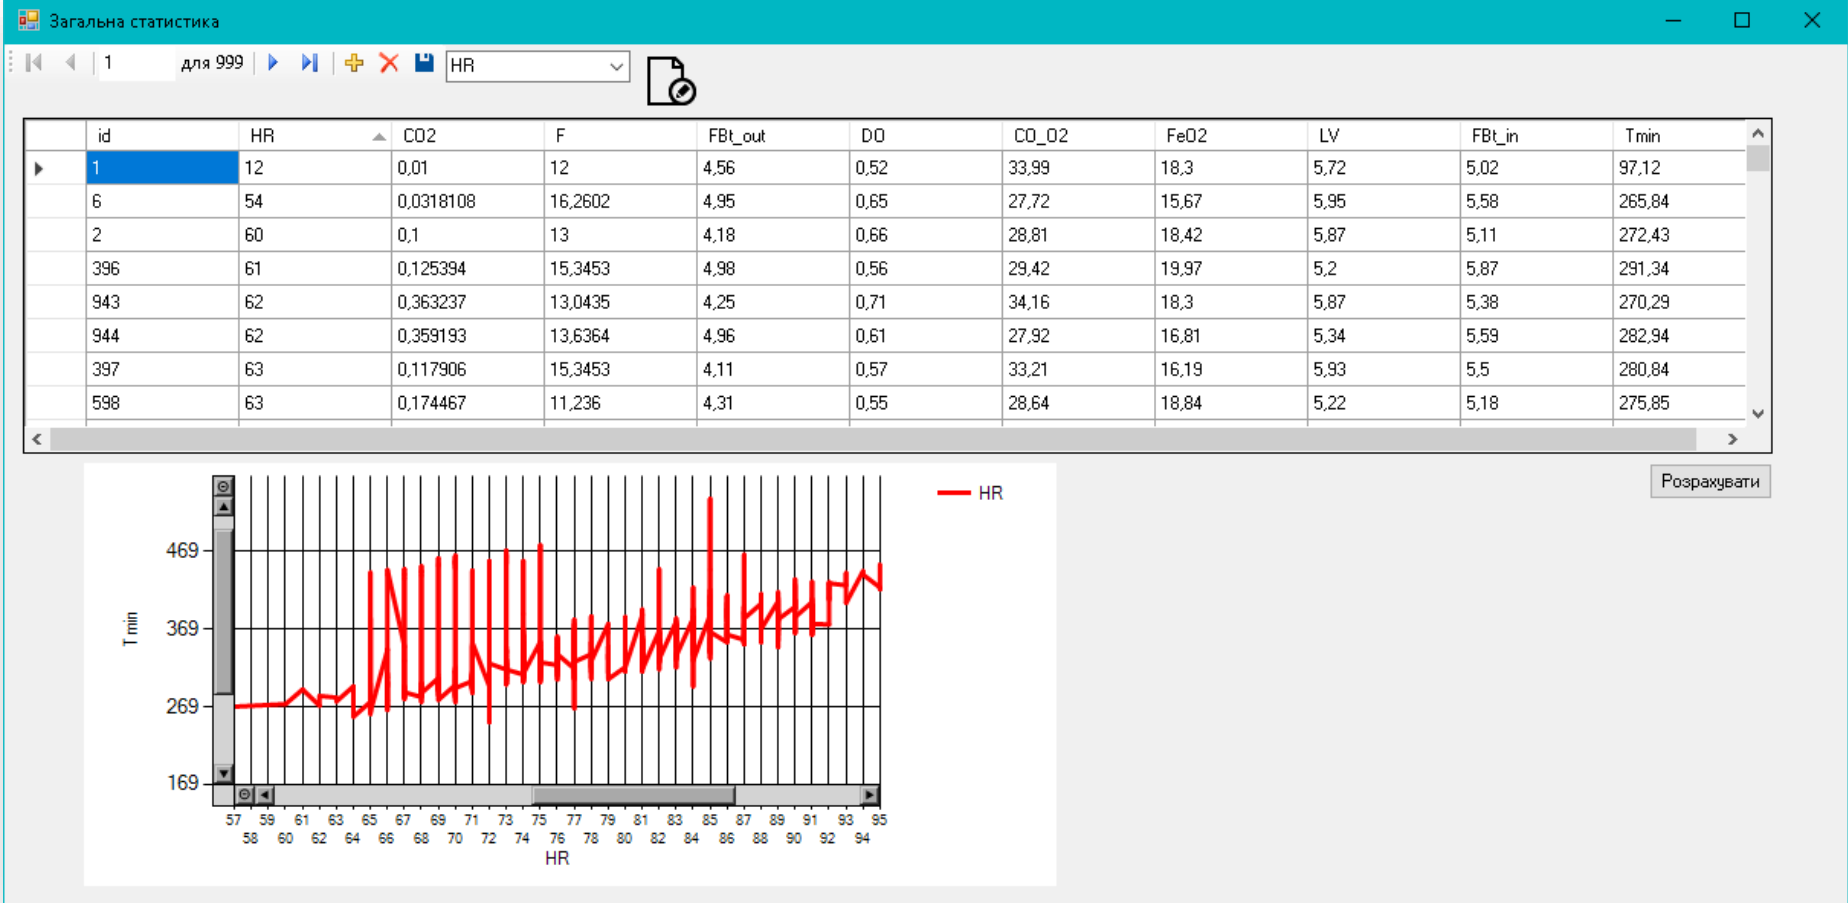 Загальна статистика
1 для 999 HR
id HR CO2 F FBt_out DO CO_O2 FeO2 LV FBt_in Tmin
1 12 0,01 12 4,56 0,52 33,99 18,3 5,72 5,02 97,12
6 54 0,0318108 16,2602 4,95 0,65 27,72 15,67 5,95 5,58 265,84
2 60 0,1 13 4,18 0,66 28,81 18,42 5,87 5,11 272,43
396 61 0,125394 15,3453 4,98 0,56 29,42 19,97 5,2 5,87 291,34
943 62 0,363237 13,0435 4,25 0,71 34,16 18,3 5,87 5,38 270,29
944 62 0,359193 13,6364 4,96 0,61 27,92 16,81 5,34 5,59 282,94
397 63 0,117906 15,3453 4,11 0,57 33,21 16,19 5,93 5,5 280,84
598 63 0,174467 11,236 4,31 0,55 28,64 18,84 5,22 5,18 275,85
Розрахувати
HR
469
369
269
169
Tmin
57 59 61 63 65 67 69 71 73 75 77 79 81 83 85 87 89 91 93 95
58 60 62 64 66 68 70 72 74 76 78 80 82 84 86 88 90 92 94
HR